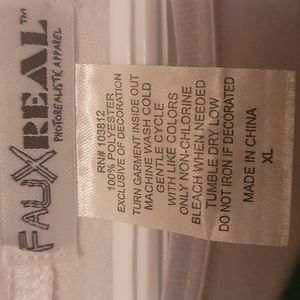 FAUXREAL™
PHOTOREALISTIC APPAREL
RN# 103812
100% POLYESTER
EXCLUSIVE OF DECORATION
TURN GARMENT INSIDE OUT
MACHINE WASH COLD
GENTLE CYCLE
WITH LIKE COLORS
ONLY NON-CHLORINE
BLEACH WHEN NEEDED
TUMBLE DRY LOW
DO NOT IRON IF DECORATED
MADE IN CHINA
XL